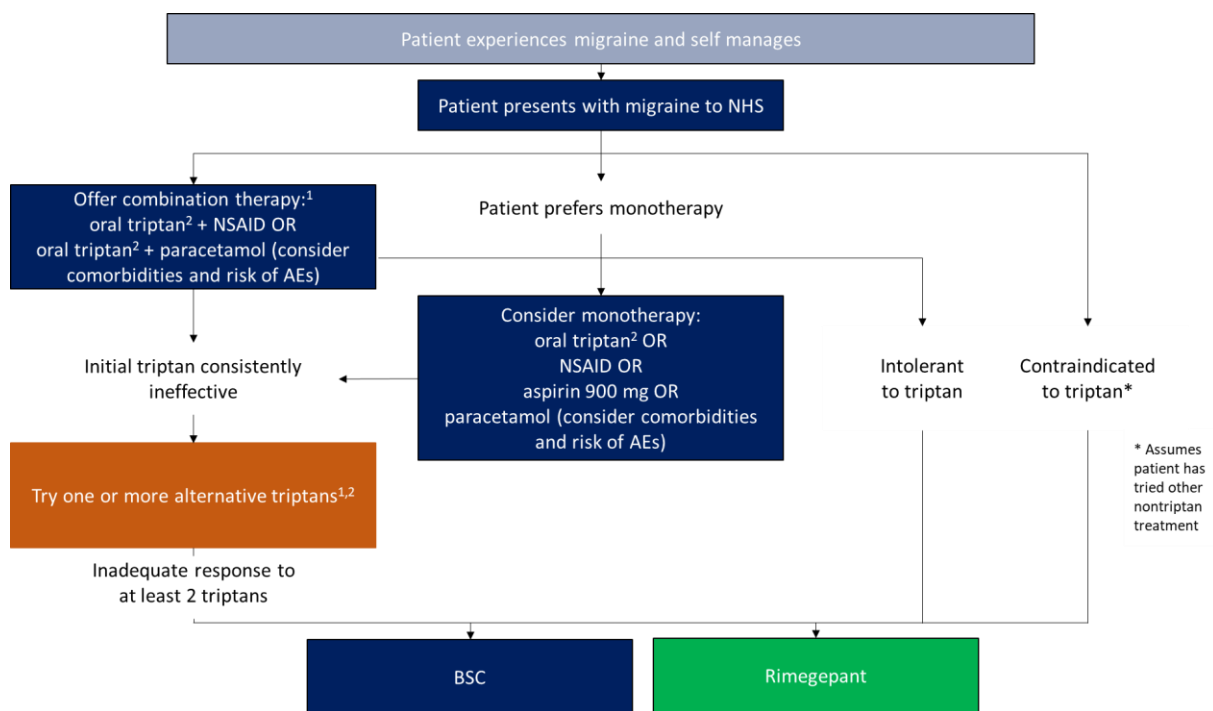 Patient experiences migraine and self manages
Patient presents with migraine to NHS
Offer combination therapy:¹
oral triptan² + NSAID OR
oral triptan² + paracetamol (consider
comorbidities and risk of AEs)
Patient prefers monotherapy
Consider monotherapy:
oral triptan² OR
NSAID OR
aspirin 900 mg OR
paracetamol (consider comorbidities
and risk of AEs)
Initial triptan consistently
ineffective
Intolerant
to triptan
Contraindicated
to triptan*
* Assumes
patient has
tried other
nontriptan
treatment
Try one or more alternative triptans¹,²
Inadequate response to
at least 2 triptans
BSC
Rimegepant